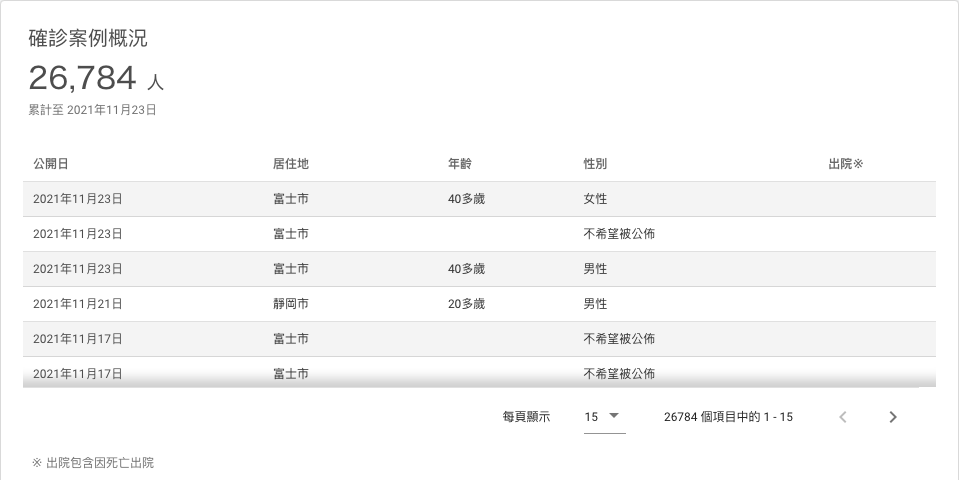 確診案例概況
26,784 人
累計至 2021年11月23日
公開日 居住地 年齡 性別 出院※
2021年11月23日 富士市 40多歲 女性
2021年11月23日 富士市 不希望被公佈
2021年11月23日 富士市 40多歲 男性
2021年11月21日 靜岡市 20多歲 男性
2021年11月17日 富士市 不希望被公佈
2021年11月17日 富士市 不希望被公佈
每頁顯示 15 26784 個項目中的 1 - 15
※ 出院包含因死亡出院